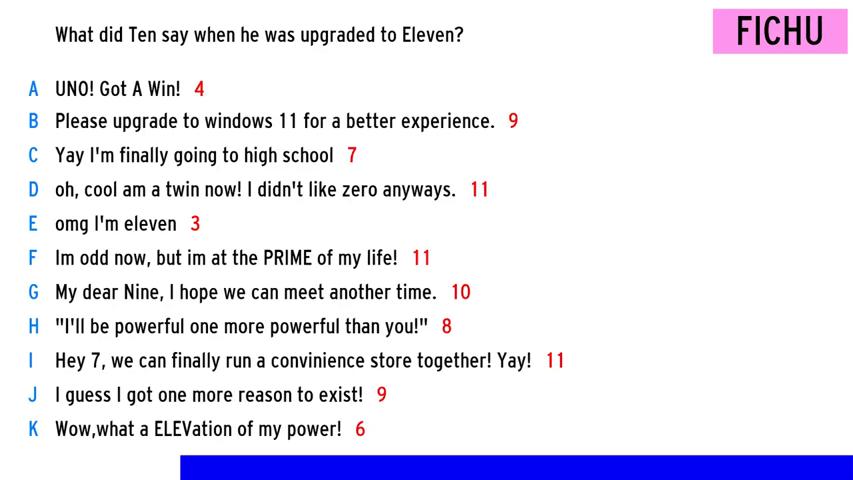 What did Ten say when he was upgraded to Eleven?
FICHU
A UNO! Got A Win! 4
B Please upgrade to windows 11 for a better experience. 9
C Yay I'm finally going to high school 7
D oh, cool am a twin now! I didn't like zero anyways. 11
E omg I'm eleven 3
F Im odd now, but im at the PRIME of my life! 11
G My dear Nine, I hope we can meet another time. 10
H "I'll be powerful one more powerful than you!" 8
I Hey 7, we can finally run a convinience store together! Yay! 11
J I guess I got one more reason to exist! 9
K Wow,what a ELEVation of my power! 6